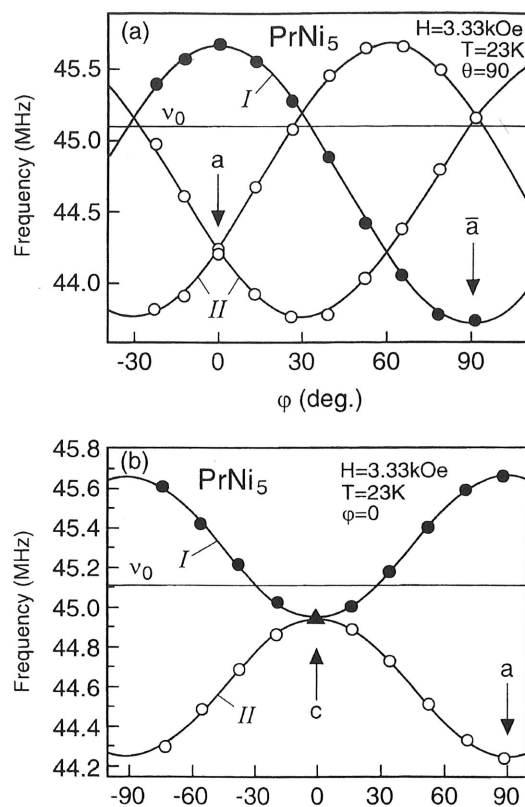 (a)
PrNi5
H=3.33kOe
T=23K
θ=90
45.5
I
ν0
45.0
a
44.5
ā
44.0
II
Frequency (MHz)
-30 0 30 60 90
φ (deg.)
45.8
(b)
PrNi5
H=3.33kOe
T=23K
φ=0
45.6
45.4
I
ν0
45.2
45.0
44.8
44.6
a
c
II
44.4
44.2
Frequency (MHz)
-90 -60 -30 0 30 60 90